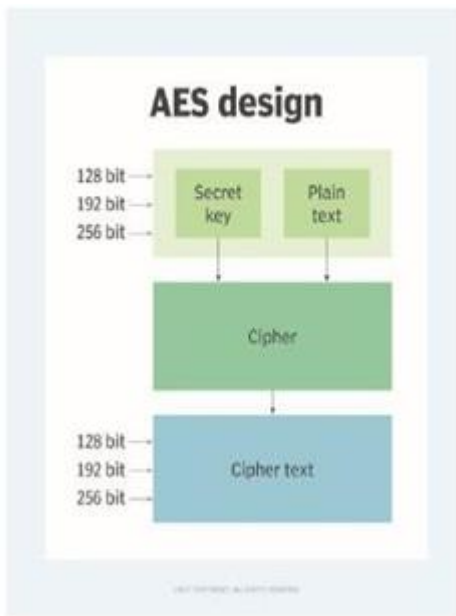 AES design
128 bit
192 bit
256 bit
Secret
key
Plain
text
Cipher
128 bit
192 bit
256 bit
Cipher text